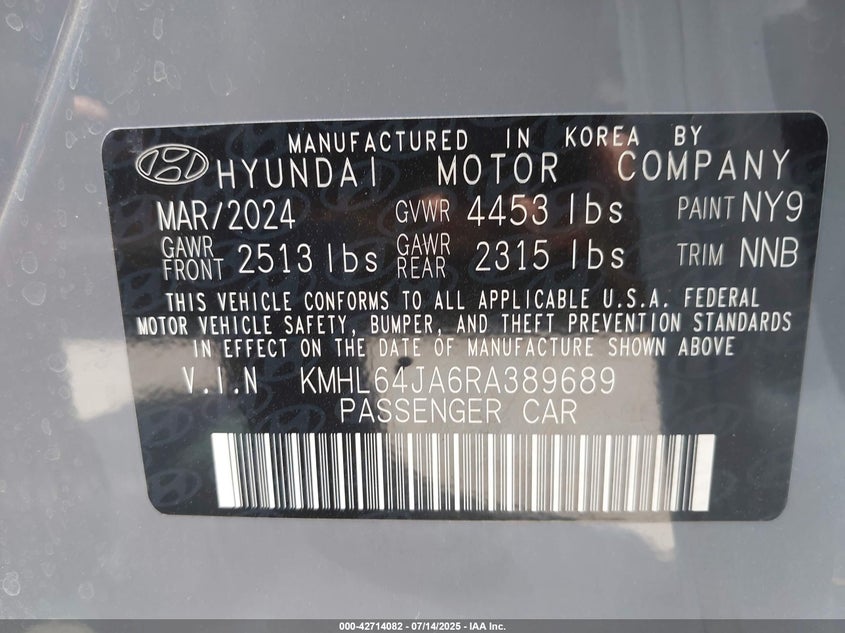 MANUFACTURED IN KOREA BY
HYUNDAI MOTOR COMPANY
MAR/2024 GVWR 4453 lbs PAINT NY9
GAWR FRONT 2513 lbs GAWR REAR 2315 lbs TRIM NNB
THIS VEHICLE CONFORMS TO ALL APPLICABLE U.S.A. FEDERAL
MOTOR VEHICLE SAFETY, BUMPER, AND THEFT PREVENTION STANDARDS
IN EFFECT ON THE DATE OF MANUFACTURE SHOWN ABOVE
V.I.N KMHL64JA6RA389689
PASSENGER CAR
000-42714082 - 07/14/2025 - IAA Inc.